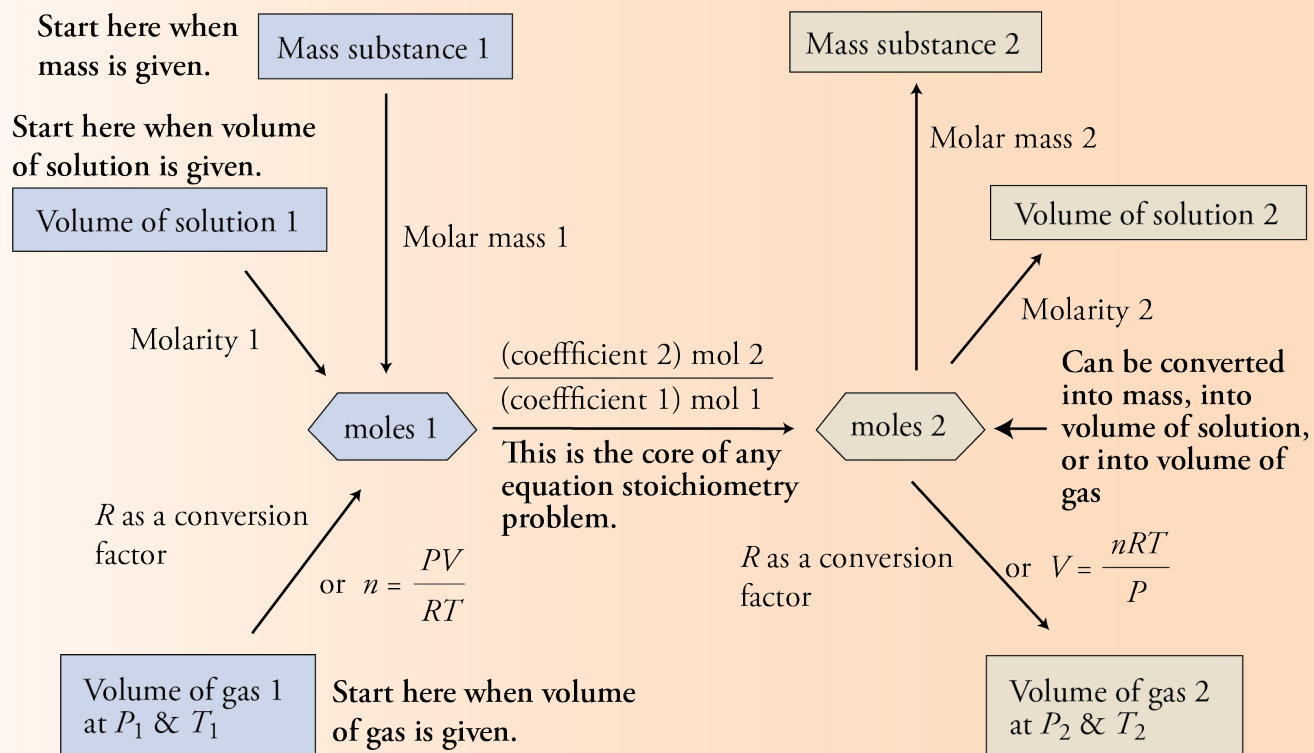 Start here when
mass is given.
Mass substance 1
Mass substance 2
Start here when volume
of solution is given.
Molar mass 2
Volume of solution 1
Volume of solution 2
Molar mass 1
Molarity 1
Molarity 2
(coeffficient 2) mol 2
(coeffficient 1) mol 1
moles 1
moles 2
Can be converted
into mass, into
volume of solution,
or into volume of
gas
This is the core of any
equation stoichiometry
problem.
R as a conversion
factor
or n = PV
RT
R as a conversion
factor
or V = nRT
P
Volume of gas 1
at P1 & T1
Start here when volume
of gas is given.
Volume of gas 2
at P2 & T2